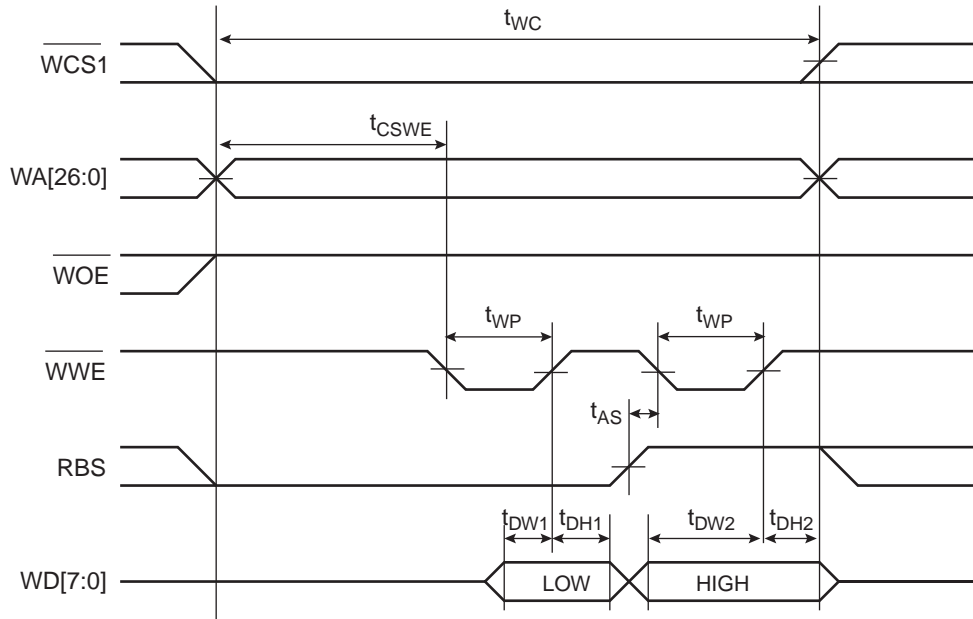 tWC
WCS1
tCSWE
WA[26:0]
WOE
tWP tWP
WWE
tAS
RBS
tDW1 tDH1 tDW2 tDH2
WD[7:0] LOW HIGH